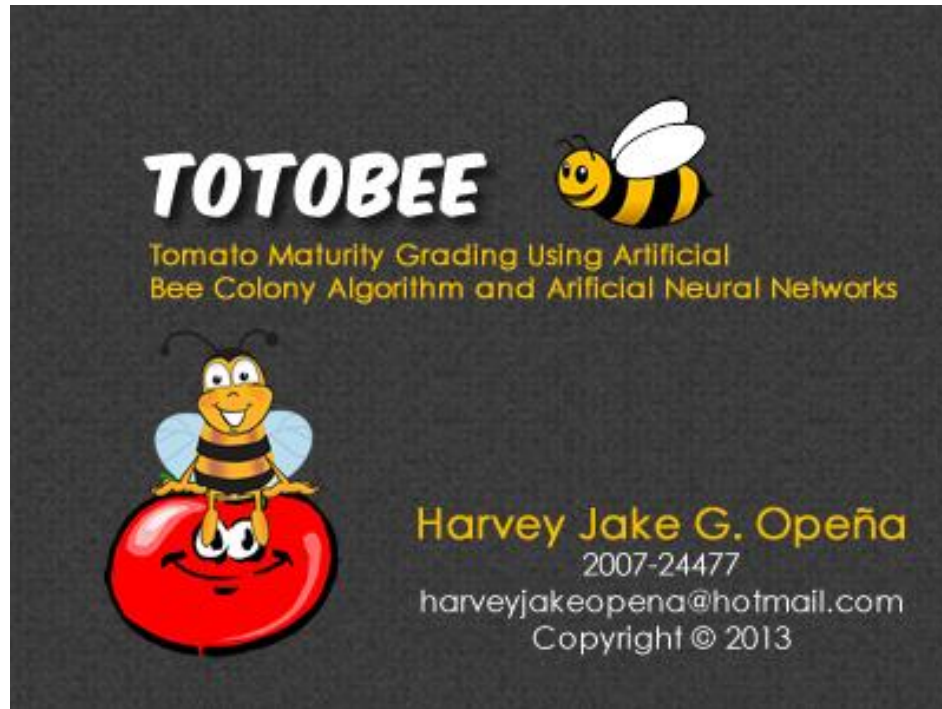 TOTOBEE
Tomato Maturity Grading Using Artificial
Bee Colony Algorithm and Arificial Neural Networks
Harvey Jake G. Opeña
2007-24477
harveyjakeopena@hotmail.com
Copyright © 2013